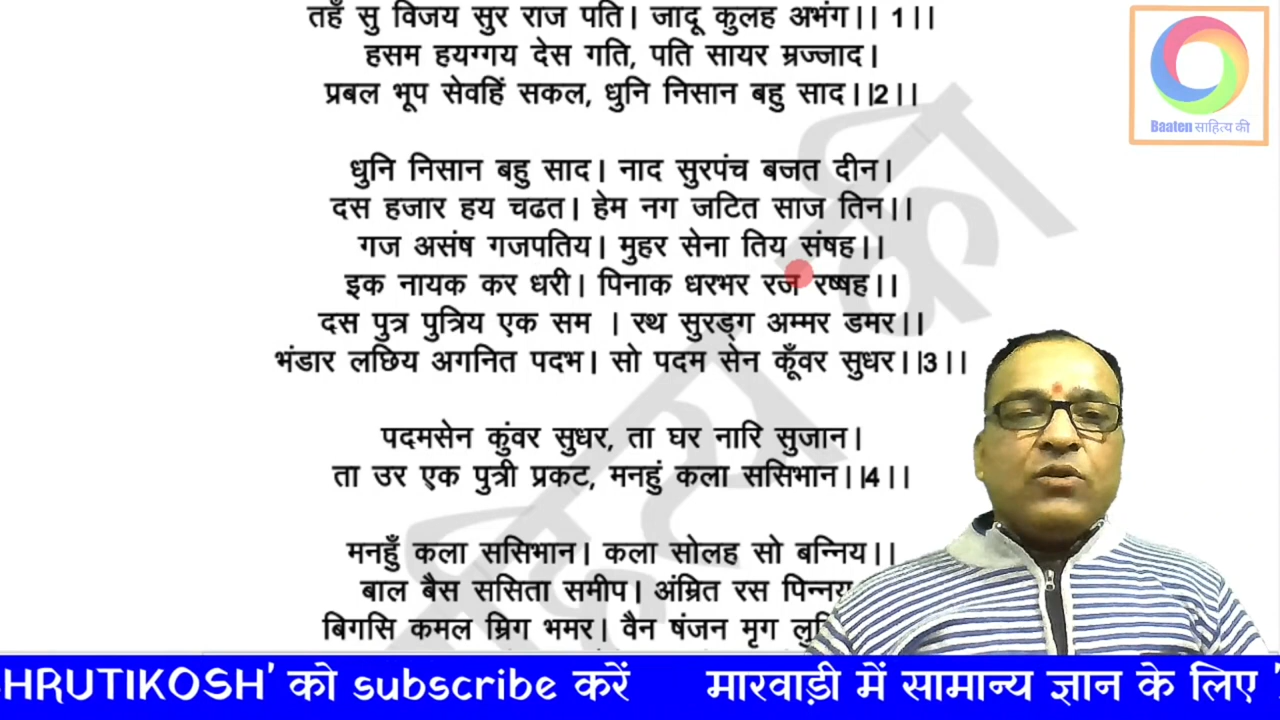 तहँ सु विजय सुर राज पति। जादू कुलह अभंग।। 1।।
हसम हयग्गय देस गति, पति सायर म्रज्जाद।
प्रबल भूप सेवहिं सकल, धुनि निसान बहु साद।।2।।
धुनि निसान बहु साद। नाद सुरपंच बजत दीन।
दस हजार हय चढत। हेम नग जटित साज तिन।।
गज असंष गजपतिय। मुहर सेना तिय संषह।।
इक नायक कर धरी। पिनाक धरभर रज रष्षह।।
दस पुत्र पुत्रिय एक सम । रथ सुरड्ग अम्मर डमर।।
भंडार लछिय अगनित पदभ। सो पदम सेन कूँवर सुधर।।3।।
पदमसेन कुंवर सुधर, ता घर नारि सुजान।
ता उर एक पुत्री प्रकट, मनहुं कला ससिभान।।4।।
मनहुँ कला ससिभान। कला सोलह सो बन्निय।।
बाल बैस ससिता समीप। अंम्रित रस पिन्नय
बिगसि कमल म्रिग भमर। वैन षंजन मृग
Baaten साहित्य की
की
HRUTIKOSH' को subscribe करें मारवाड़ी में सामान्य ज्ञान के लिए '